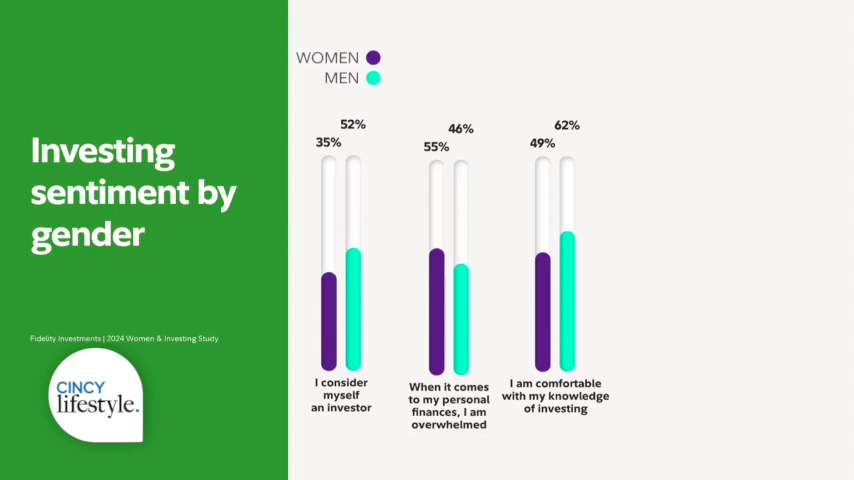 WOMEN
MEN
52%
35%
46%
55%
62%
49%
Investing
sentiment by
gender
Fidelity Investments | 2024 Women & Investing Study
CINCY
lifestyle.
I consider
myself
an investor
When it comes
to my personal
finances, I am
overwhelmed
I am comfortable
with my knowledge
of investing